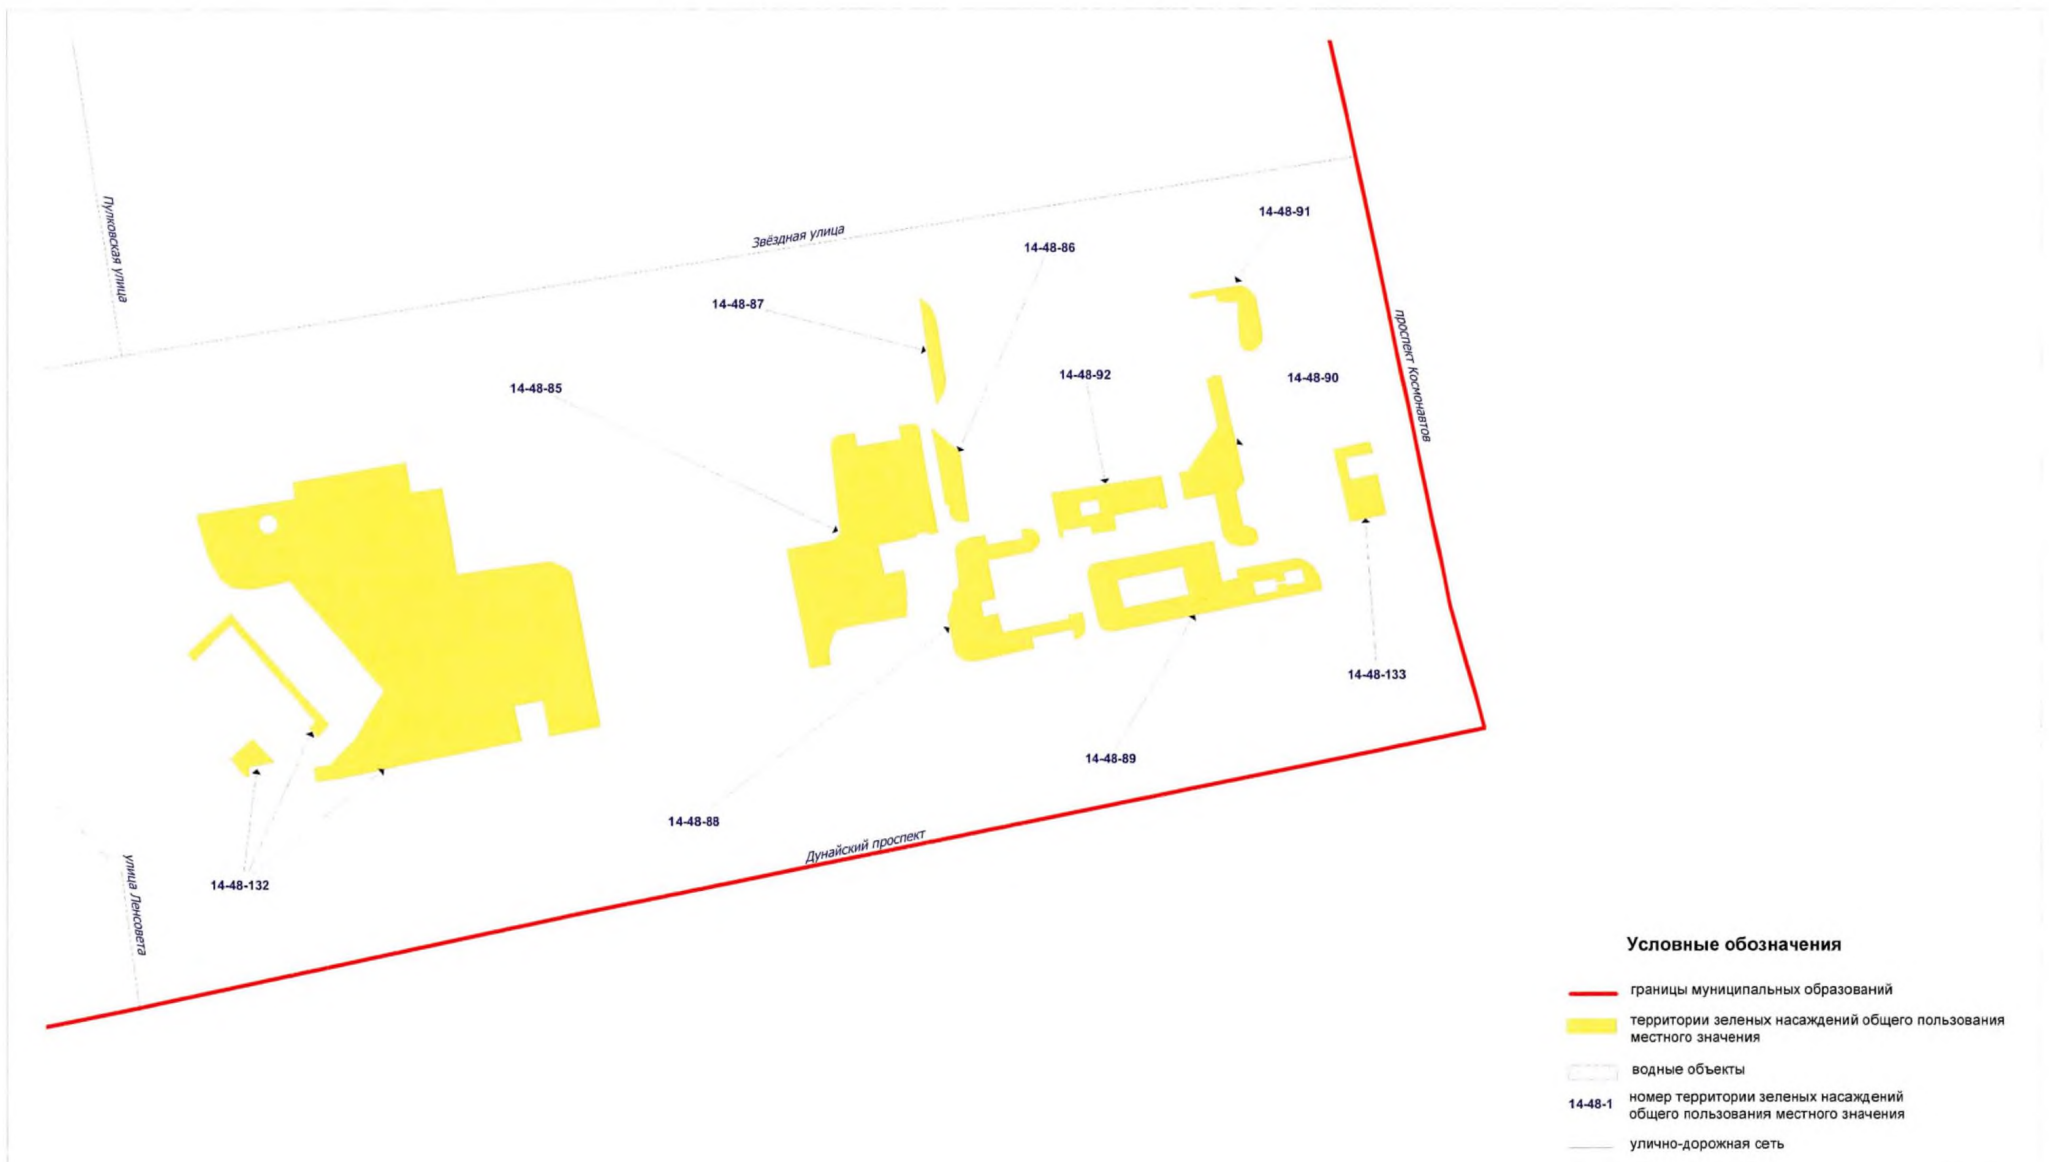 Пулковская улица
Звёздная улица
14-48-91
14-48-86
14-48-87
проспект Космонавтов
14-48-92
14-48-90
14-48-85
14-48-133
14-48-89
14-48-88
Дунайский проспект
14-48-132
улица Ленсовета
Условные обозначения
границы муниципальных образований
территории зеленых насаждений общего пользования
местного значения
водные объекты
14-48-1
номер территории зеленых насаждений
общего пользования местного значения
улично-дорожная сеть